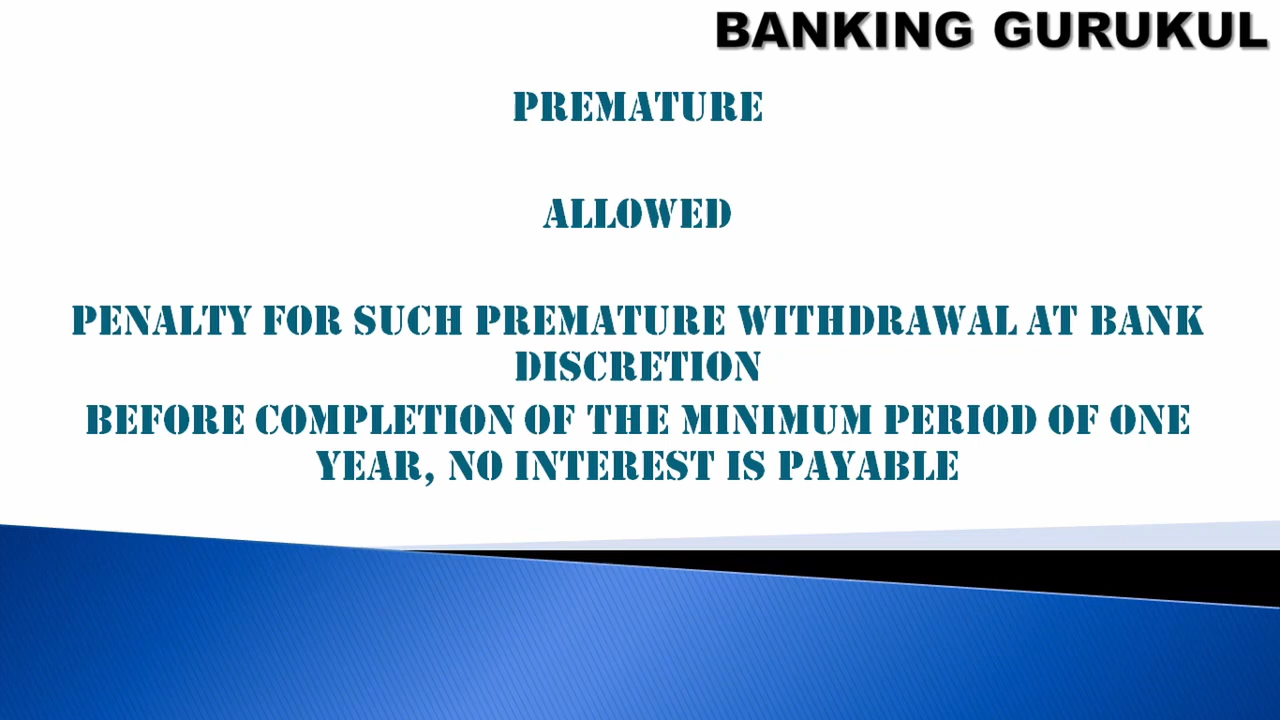 BANKING GURUKUL
PREMATURE
ALLOWED
PENALTY FOR SUCH PREMATURE WITHDRAWAL AT BANK
DISCRETION
BEFORE COMPLETION OF THE MINIMUM PERIOD OF ONE
YEAR, NO INTEREST IS PAYABLE